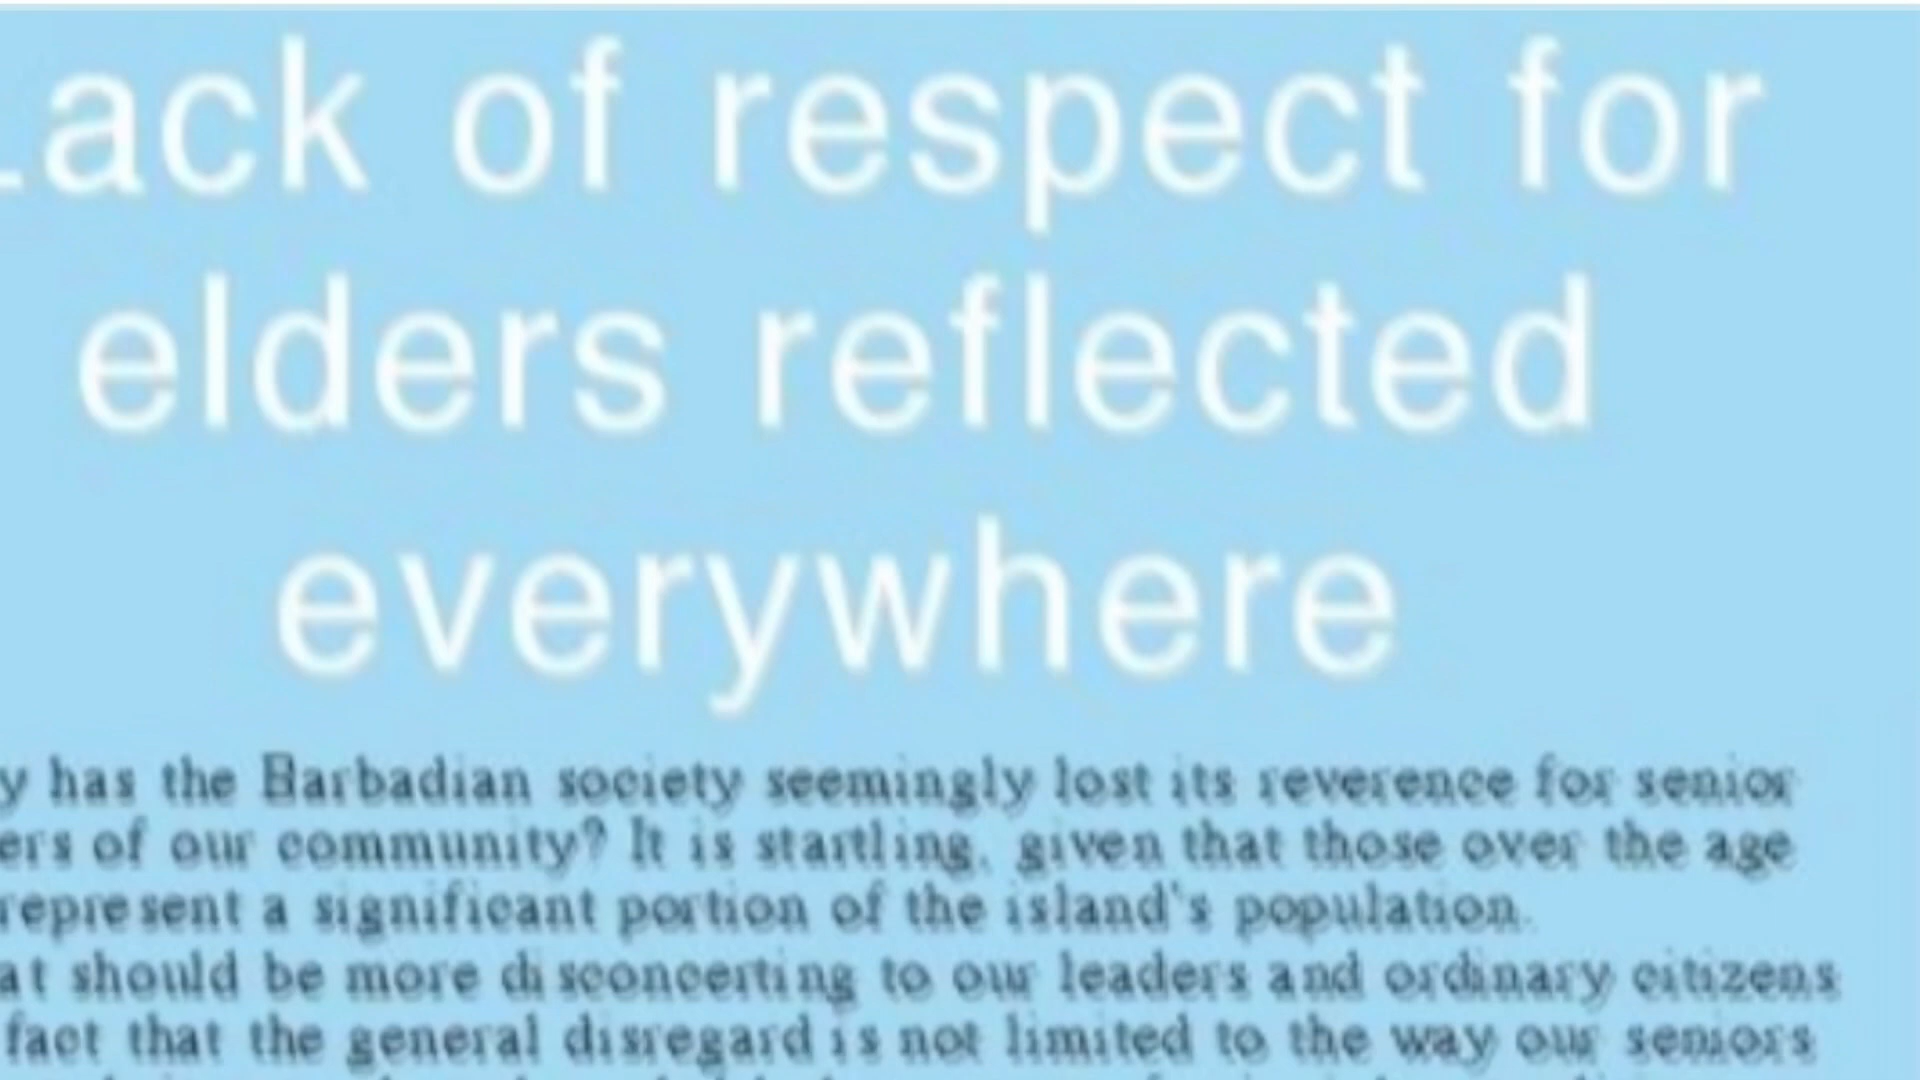 Lack of respect for
elders reflected
everywhere
y has the Barbadian society seemingly lost its reverence for senior
ers of our community? It is startling, given that those over the age
represent a significant portion of the island's population.
at should be more disconcerting to our leaders and ordinary citizens
fact that the general disregard is not limited to the way our seniors